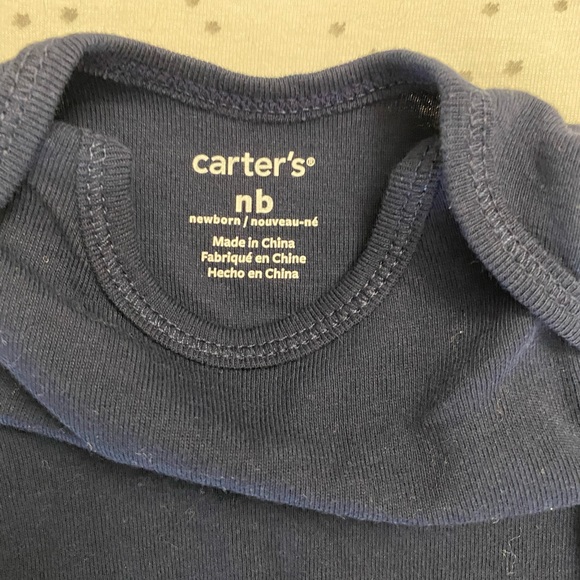 carter's®
nb
newborn / nouveau-né
Made in China
Fabriqué en Chine
Hecho en China